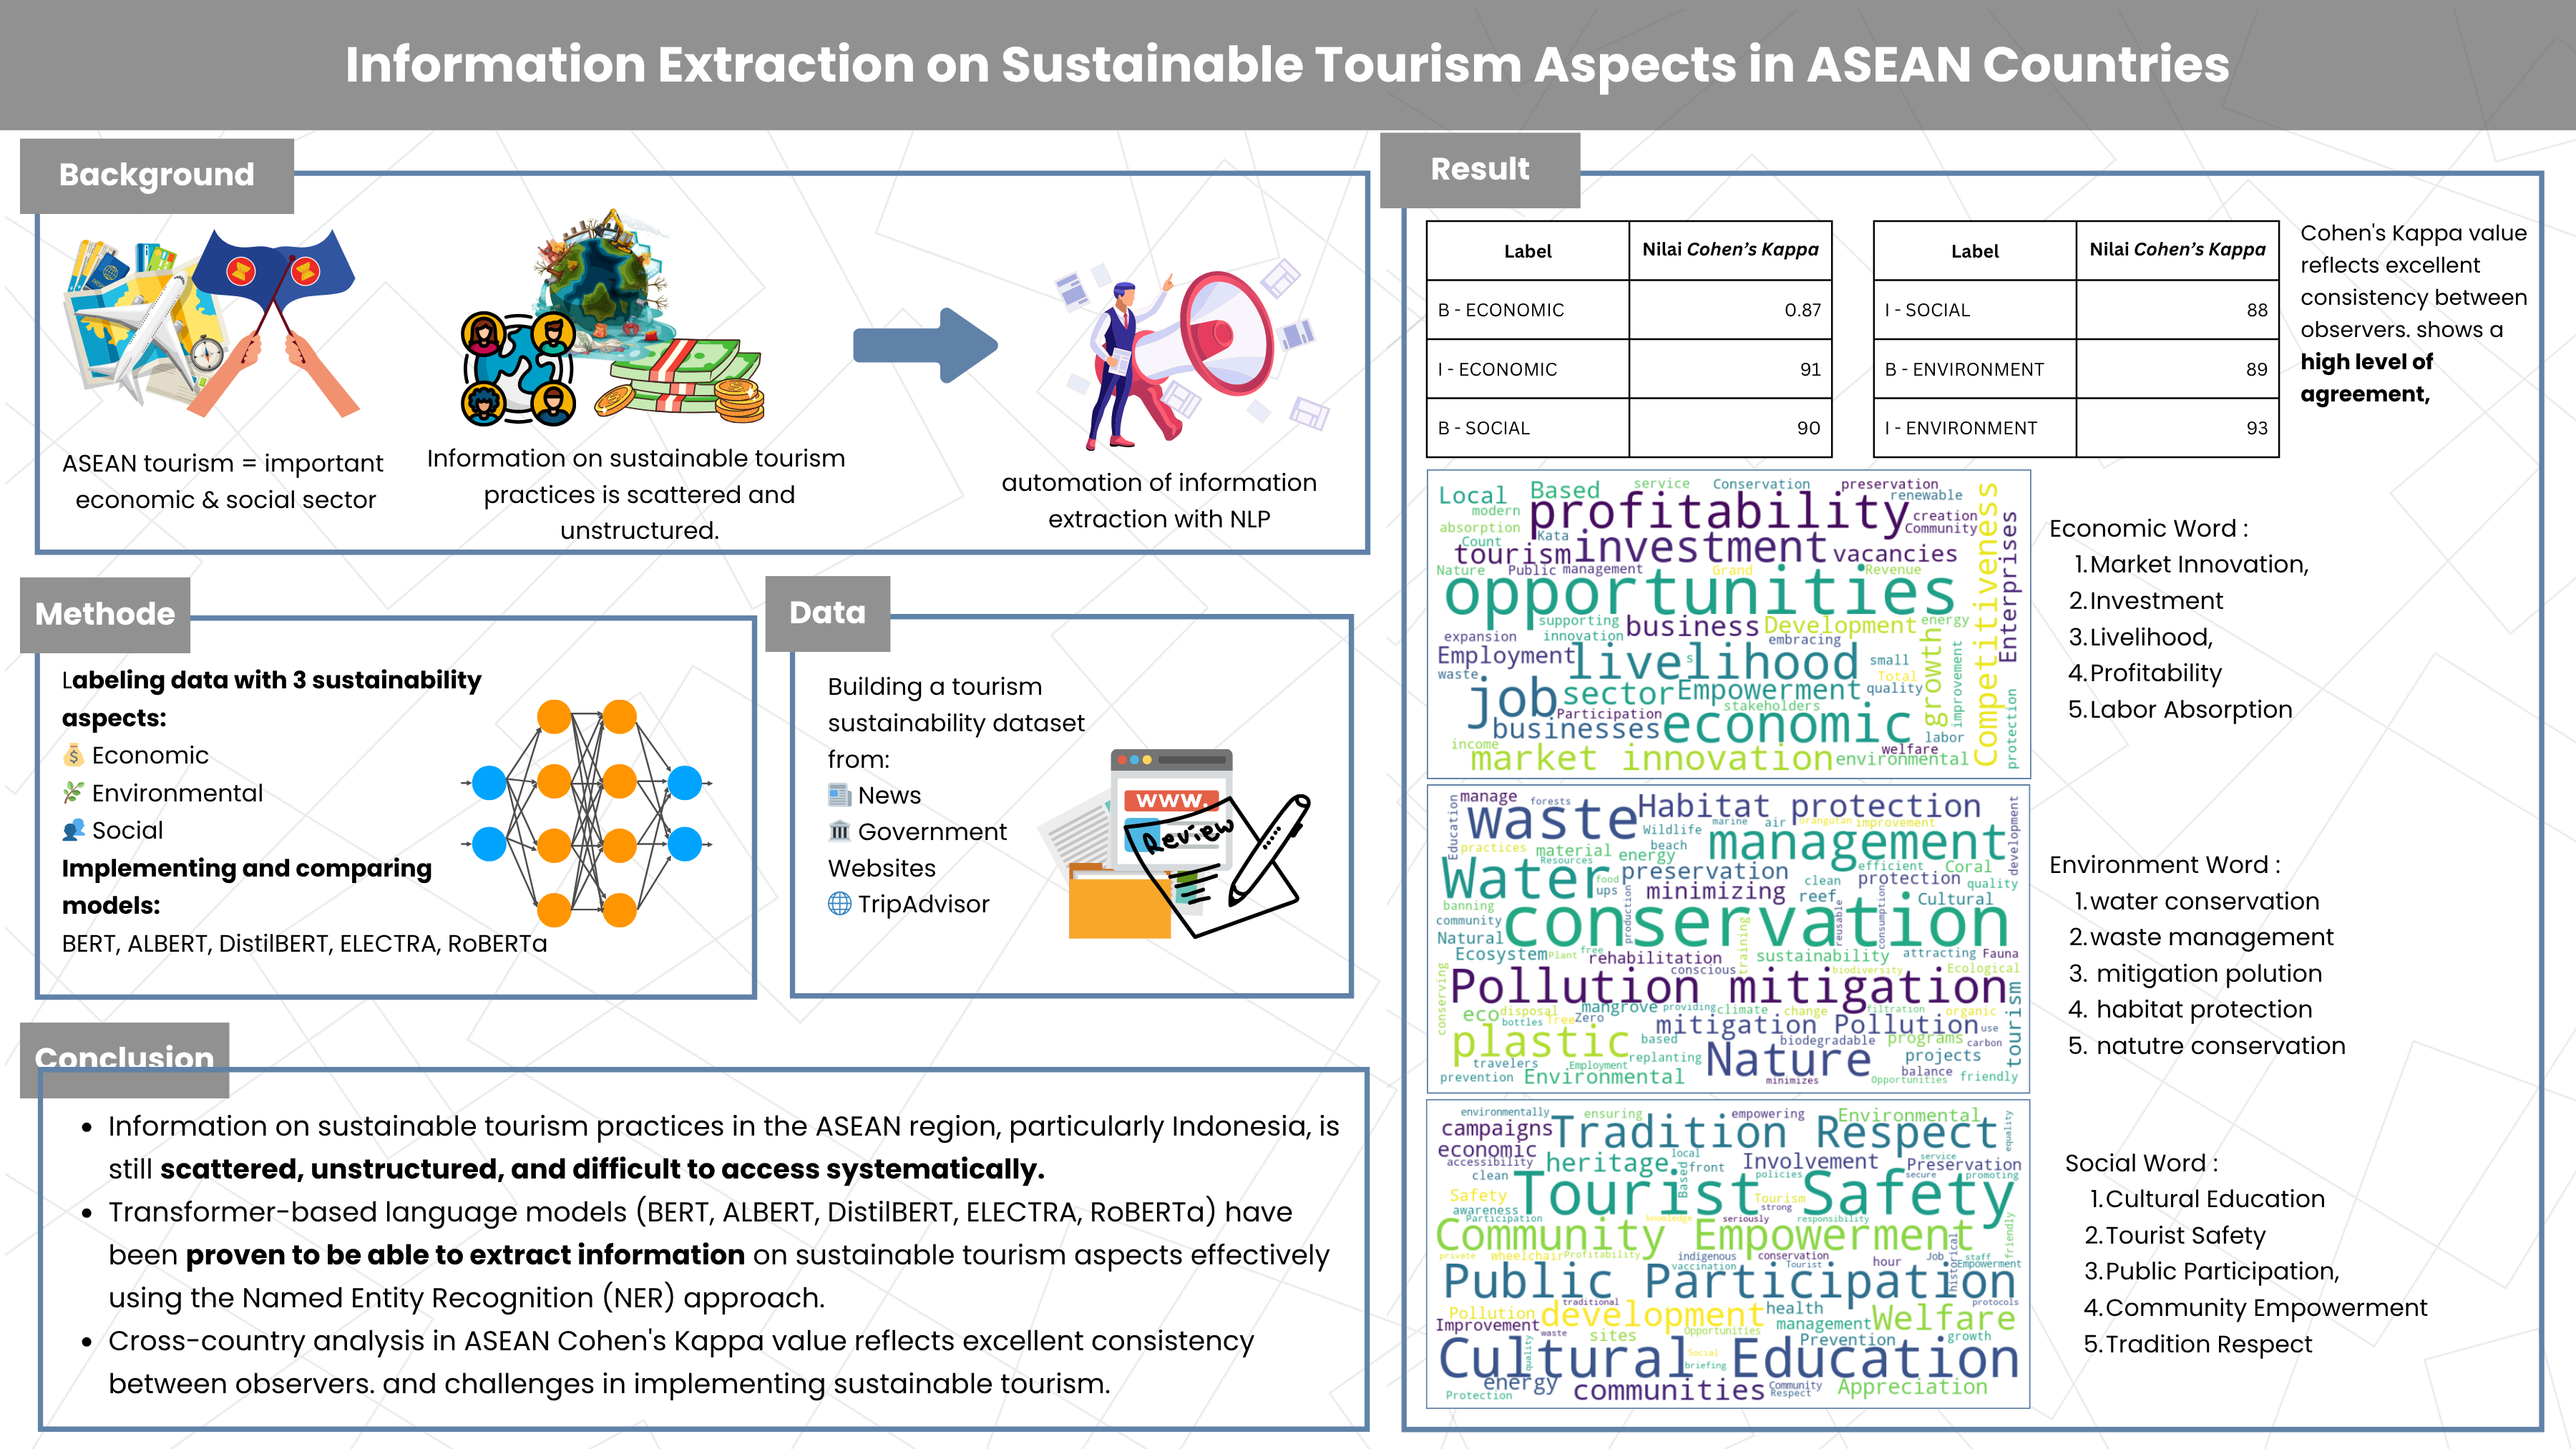 Information Extraction on Sustainable Tourism Aspects in ASEAN Countries
Background
ASEAN tourism = important
economic & social sector
Information on sustainable tourism
practices is scattered and
unstructured.
automation of information
extraction with NLP
Methode
Labeling data with 3 sustainability
aspects:
Economic
Environmental
Social
Implementing and comparing
models:
BERT, ALBERT, DistilBERT, ELECTRA, RoBERTa
Data
Building a tourism
sustainability dataset
from:
News
Government
Websites
TripAdvisor
www.
Review
Conclusion
• Information on sustainable tourism practices in the ASEAN region, particularly Indonesia, is
still scattered, unstructured, and difficult to access systematically.
• Transformer-based language models (BERT, ALBERT, DistilBERT, ELECTRA, RoBERTa) have
been proven to be able to extract information on sustainable tourism aspects effectively
using the Named Entity Recognition (NER) approach.
• Cross-country analysis in ASEAN Cohen's Kappa value reflects excellent consistency
between observers. and challenges in implementing sustainable tourism.
Result
Label Nilai Cohen's Kappa
B - ECONOMIC 0.87
I - ECONOMIC 91
B - SOCIAL 90
Label Nilai Cohen's Kappa
I - SOCIAL 88
B - ENVIRONMENT 89
I - ENVIRONMENT 93
Cohen's Kappa value
reflects excellent
consistency between
observers. shows a
high level of
agreement,
Local Based service Conservation preservation
modern profitability renewable
absorption creation
Count Kata Community
tourism investment vacancies
Nature Public management Grand Revenue
opportunities
Competitiveness
Enterprises
supporting business Development energy
expansion innovation embracing
Employment livelihood small
waste s Total
job sector Empowerment quality
growth
improvement
protection
Participation stakeholders
businesses economic labor
income welfare
market innovation environmental
Economic Word :
1.Market Innovation,
2.Investment
3.Livelihood,
4.Profitability
5.Labor Absorption
Education
manage forests
waste Habitat protection
development
Wildlife marine air orangutan improvement
practices material energy beach management
Resources efficient Coral
Water food preservation clean protection quality
ups minimizing reef Cultural
banning
production
reusable
consumption
community conservation
Natural
training
Ecosystem Plant free rehabilitation sustainability attracting Fauna
conscious biodiversity Ecological
conserving
Pollution mitigation
tourism
eco disposal mangrove providing climate change filtration organic
bottles Tree Zero mitigation Pollution use
plastic based biodegradable programs carbon
travelers replanting Nature projects
Employment balance
prevention Environmental minimizes Opportunities friendly
Environment Word :
1.water conservation
2.waste management
3. mitigation polution
4. habitat protection
5. natutre conservation
environmentally ensuring empowering Environmental
campaigns Tradition Respect
equality
economic local
accessibility heritage front Involvement service Preservation
clean policies secure promoting
Based
Safety Tourist Safety
awareness Tourism strong
Participation knowledge seriously responsibility
Community Empowerment
friendly
private wheelchair Profitability indigenous conservation Job staff
vaccination Tourist hour Empowerment
historical
Public Participation
traditional protocols
Pollution development health Welfare
Improvement waste sites Opportunities management
Prevention growth
quality
Cultural Social Education
briefing
energy communities Community Appreciation
Protection Respect
Social Word :
1.Cultural Education
2.Tourist Safety
3.Public Participation,
4.Community Empowerment
5.Tradition Respect